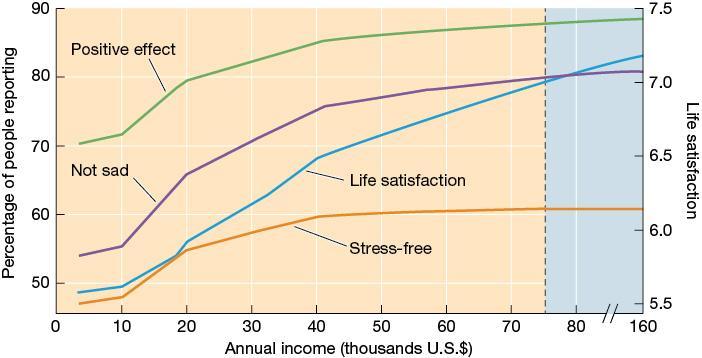 90
80
70
60
50
Percentage of people reporting
Positive effect
Not sad
Life satisfaction
Stress-free
7.5
7.0
6.5
6.0
5.5
Life satisfaction
0 10 20 30 40 50 60 70 80 160
Annual income (thousands U.S.$)